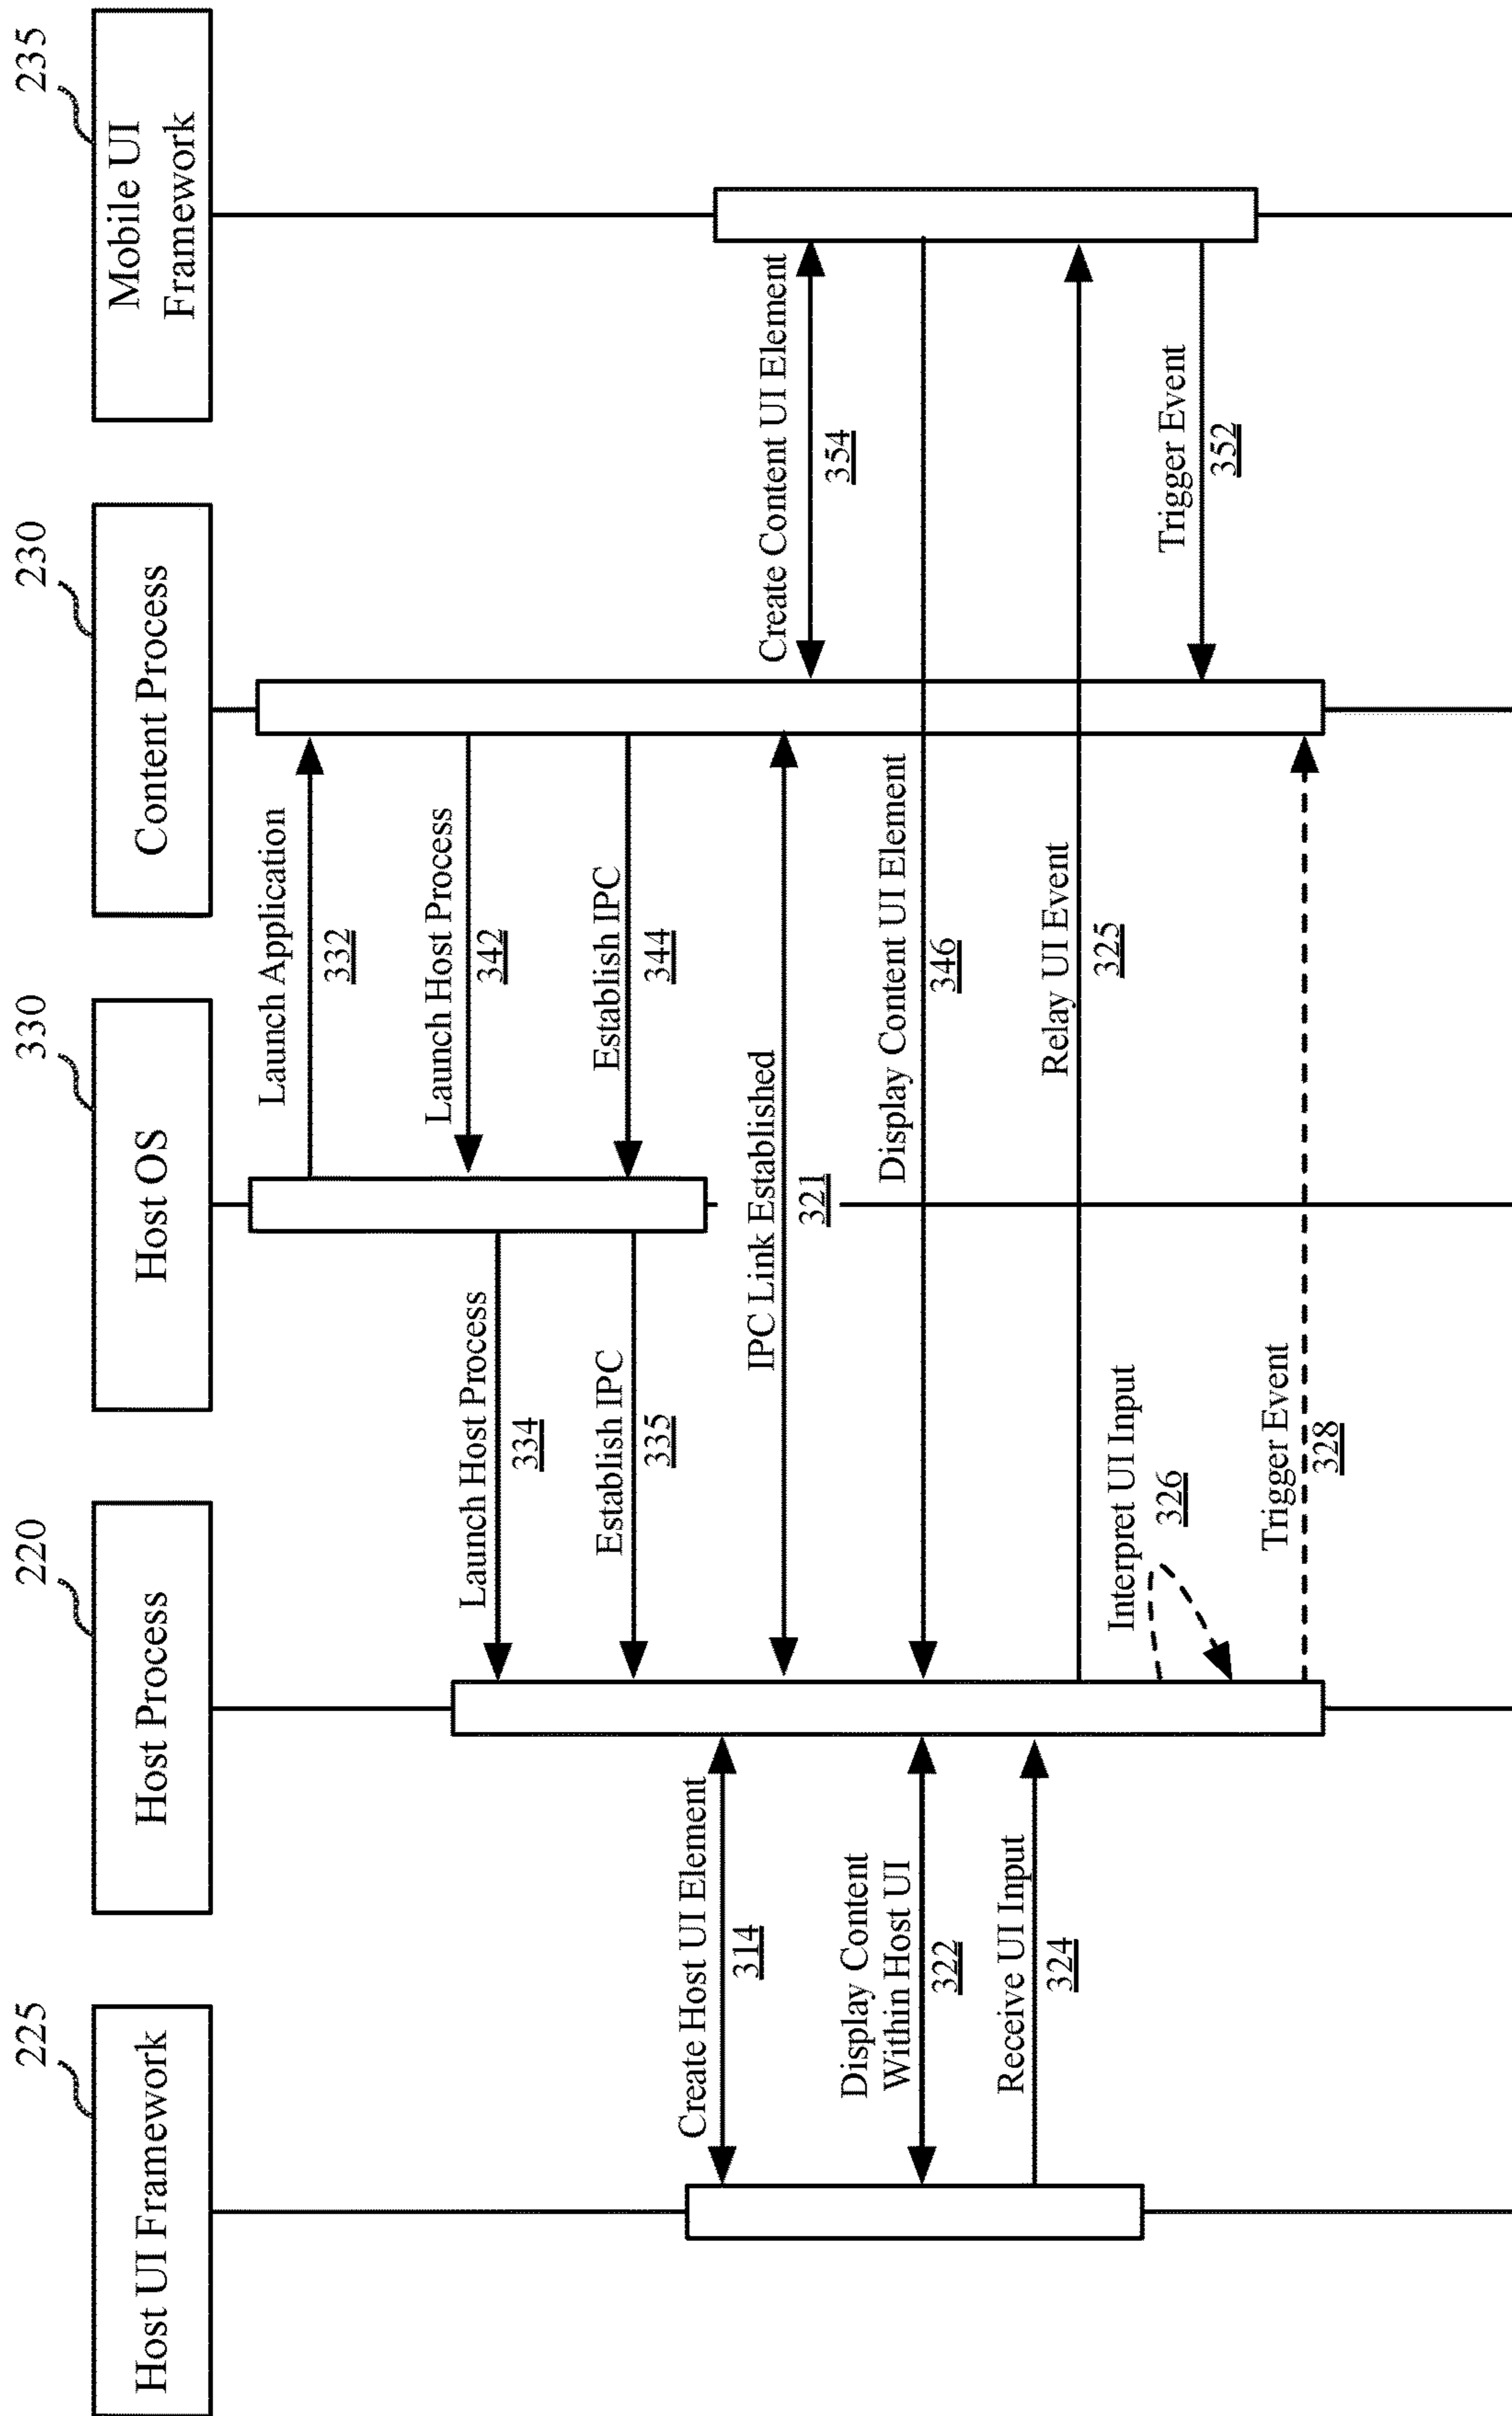 225
220
330
230
235
Host UI Framework
Host Process
Host OS
Content Process
Mobile UI
Framework
Launch Application
332
Launch Host Process
342
Launch Host Process
334
Establish IPC
344
Establish IPC
335
Create Host UI Element
314
IPC Link Established
321
Create Content UI Element
354
Display Content
Within Host UI
322
Display Content UI Element
346
Receive UI Input
324
Relay UI Event
325
Interpret UI Input
326
Trigger Event
352
Trigger Event
328